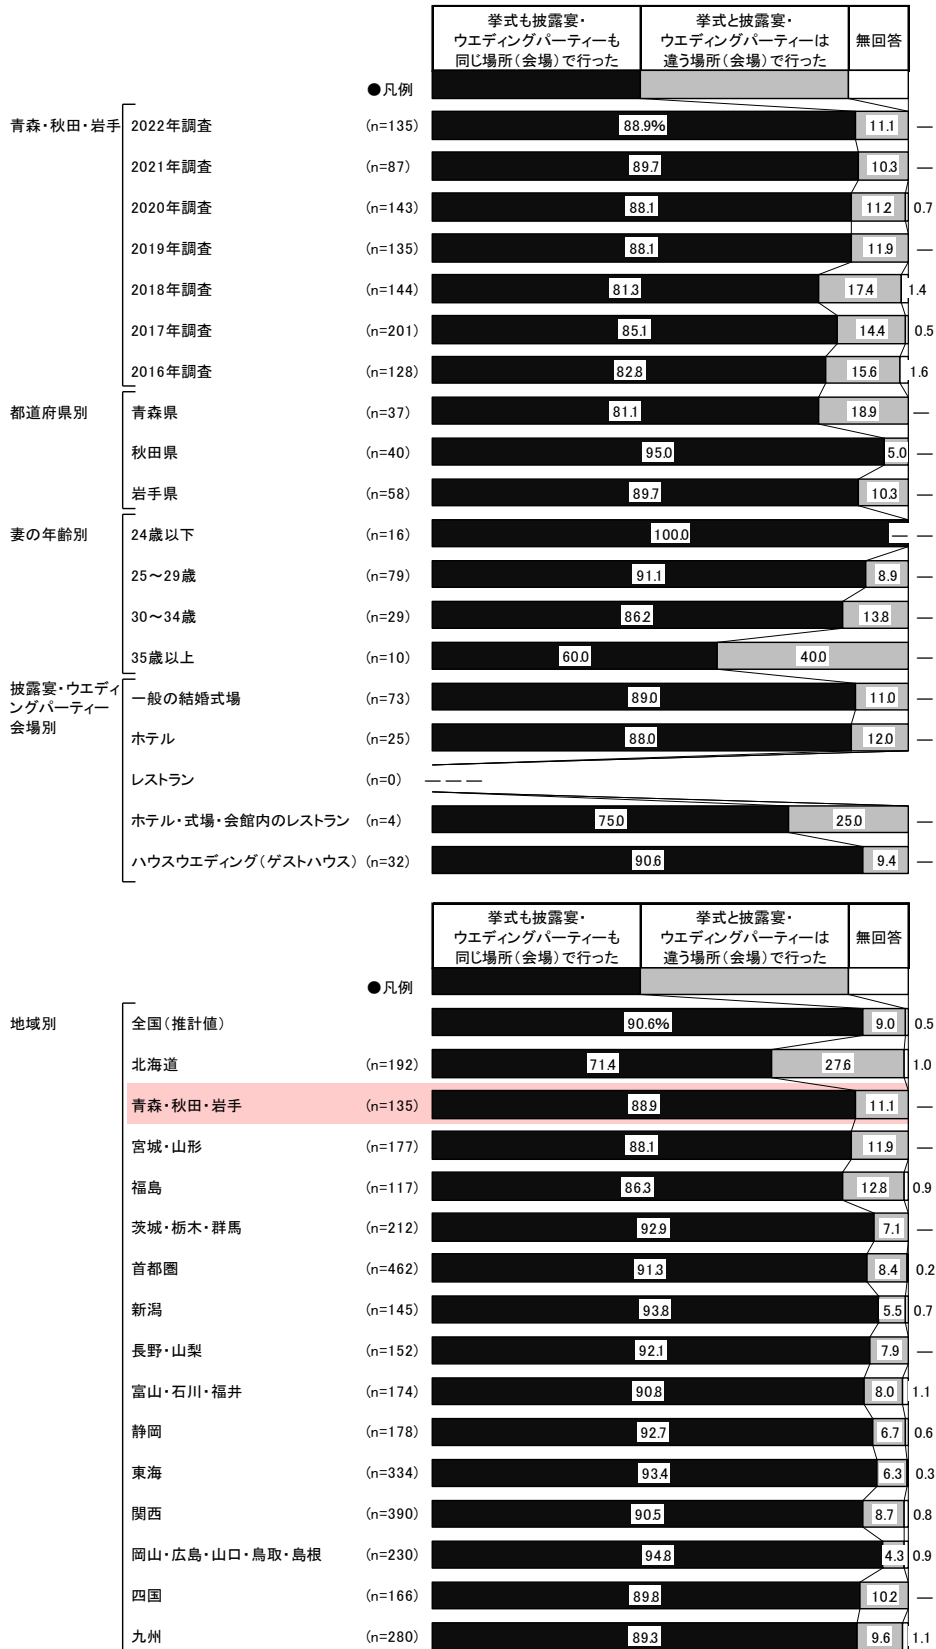 挙式も披露宴・
ウエディングパーティーも
同じ場所（会場）で行った
挙式と披露宴・
ウエディングパーティーは
違う場所（会場）で行った
無回答
●凡例
青森・秋田・岩手 2022年調査 (n=135) 88.9% 11.1 —
2021年調査 (n=87) 89.7 10.3 —
2020年調査 (n=143) 88.1 11.2 0.7
2019年調査 (n=135) 88.1 11.9 —
2018年調査 (n=144) 81.3 17.4 1.4
2017年調査 (n=201) 85.1 14.4 0.5
2016年調査 (n=128) 82.8 15.6 1.6
都道府県別 青森県 (n=37) 81.1 18.9 —
秋田県 (n=40) 95.0 5.0 —
岩手県 (n=58) 89.7 10.3 —
妻の年齢別 24歳以下 (n=16) 100.0 — —
25～29歳 (n=79) 91.1 8.9 —
30～34歳 (n=29) 86.2 13.8 —
35歳以上 (n=10) 60.0 40.0 —
披露宴・ウエディ
ングパーティー
会場別
一般の結婚式場 (n=73) 89.0 11.0 —
ホテル (n=25) 88.0 12.0 —
レストラン (n=0) — — —
ホテル・式場・会館内のレストラン (n=4) 75.0 25.0 —
ハウスウエディング（ゲストハウス） (n=32) 90.6 9.4 —
挙式も披露宴・
ウエディングパーティーも
同じ場所（会場）で行った
挙式と披露宴・
ウエディングパーティーは
違う場所（会場）で行った
無回答
●凡例
地域別 全国（推計値） 90.6% 9.0 0.5
北海道 (n=192) 71.4 27.6 1.0
青森・秋田・岩手 (n=135) 88.9 11.1 —
宮城・山形 (n=177) 88.1 11.9 —
福島 (n=117) 86.3 12.8 0.9
茨城・栃木・群馬 (n=212) 92.9 7.1 —
首都圏 (n=462) 91.3 8.4 0.2
新潟 (n=145) 93.8 5.5 0.7
長野・山梨 (n=152) 92.1 7.9 —
富山・石川・福井 (n=174) 90.8 8.0 1.1
静岡 (n=178) 92.7 6.7 0.6
東海 (n=334) 93.4 6.3 0.3
関西 (n=390) 90.5 8.7 0.8
岡山・広島・山口・鳥取・島根 (n=230) 94.8 4.3 0.9
四国 (n=166) 89.8 10.2 —
九州 (n=280) 89.3 9.6 1.1